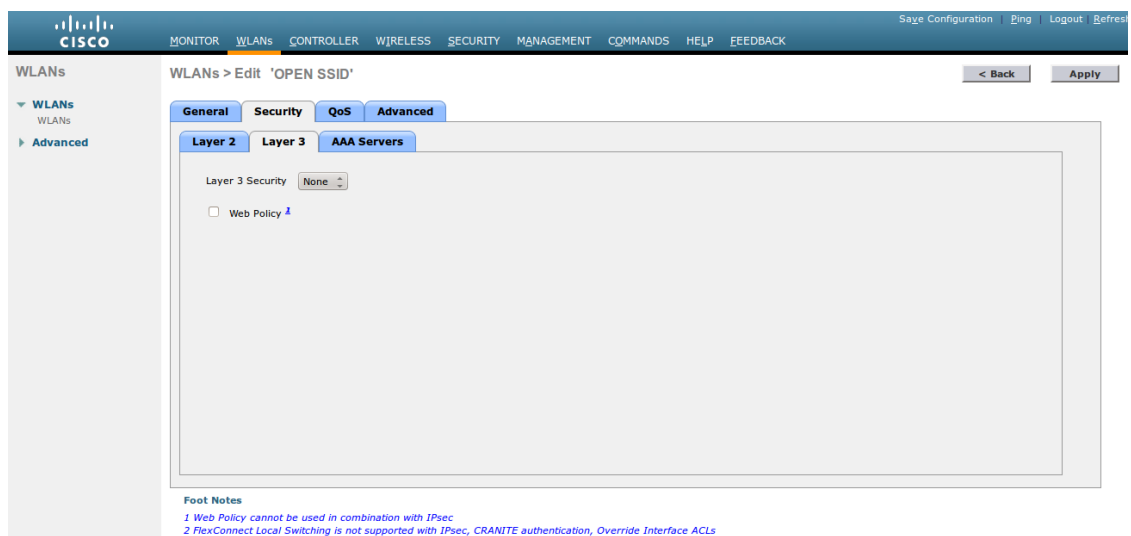 Save Configuration | Ping | Logout | Refresh
CISCO
MONITOR WLANs CONTROLLER WIRELESS SECURITY MANAGEMENT COMMANDS HELP FEEDBACK
WLANs
WLANs > Edit 'OPEN SSID'
< Back
Apply
WLANs
WLANs
Advanced
General Security QoS Advanced
Layer 2 Layer 3 AAA Servers
Layer 3 Security None
Web Policy 1
Foot Notes
1 Web Policy cannot be used in combination with IPsec
2 FlexConnect Local Switching is not supported with IPsec, CRANITE authentication, Override Interface ACLs